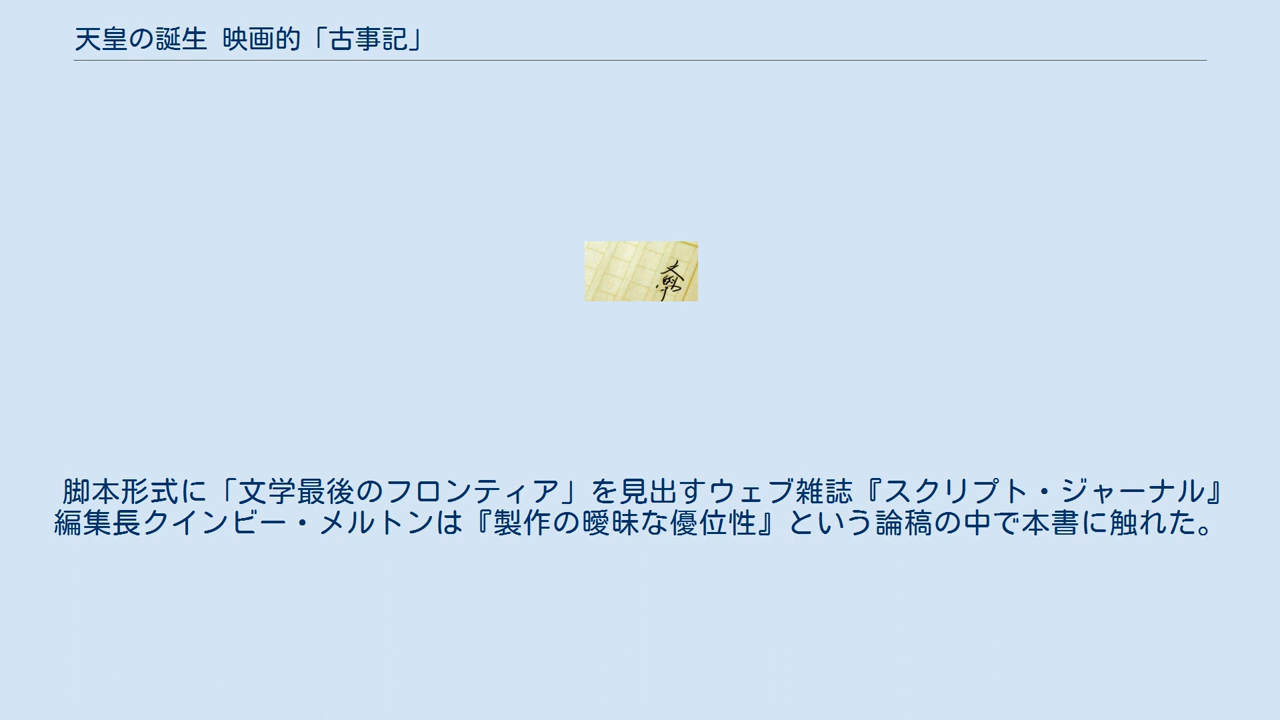 天皇の誕生 映画的「古事記」
脚本形式に「文学最後のフロンティア」を見出すウェブ雑誌『スクリプト・ジャーナル』
編集長クインビー・メルトンは『製作の曖昧な優位性』という論稿の中で本書に触れた。